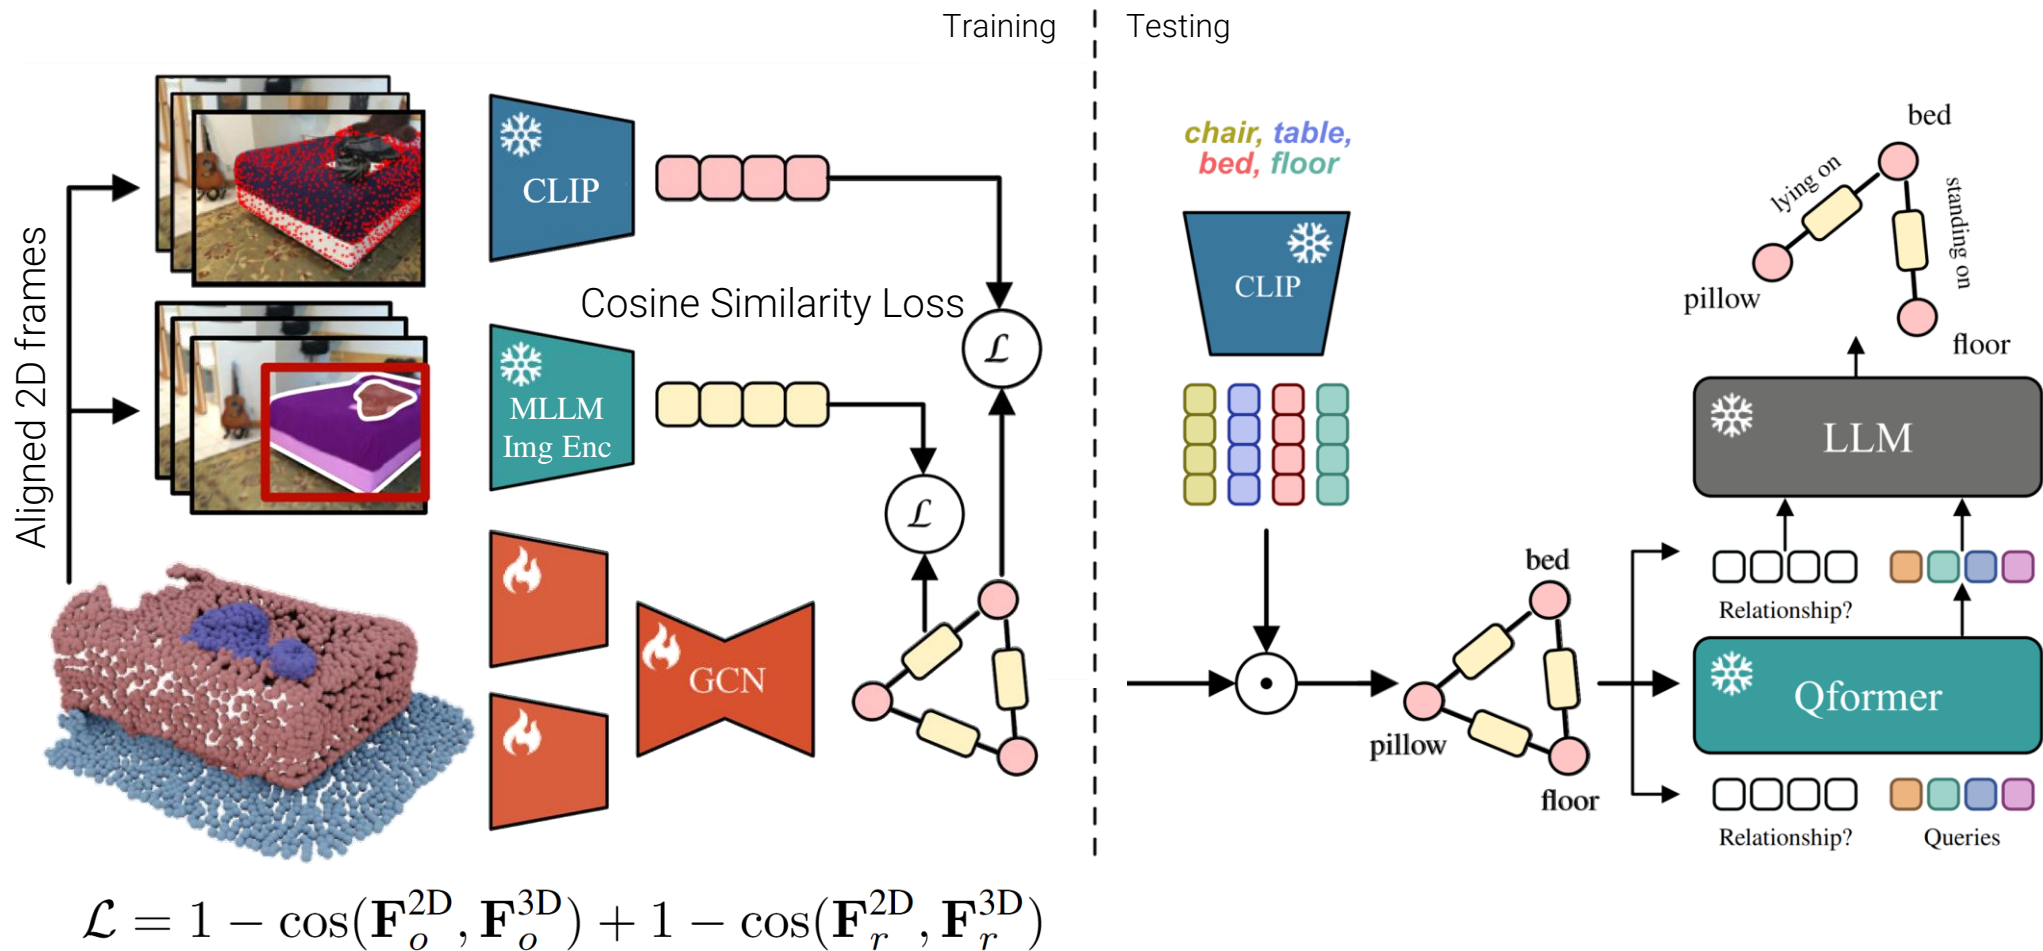 Training
Testing
Aligned 2D frames
CLIP
Cosine Similarity Loss
ℒ
MLLM
Img Enc
ℒ
GCN
ℒ = 1 − cos(F_o^{2D}, F_o^{3D}) + 1 − cos(F_r^{2D}, F_r^{3D})
chair, table,
bed, floor
CLIP
bed
pillow
floor
bed
lying on
standing on
pillow
floor
LLM
Relationship?
Qformer
Relationship?
Queries